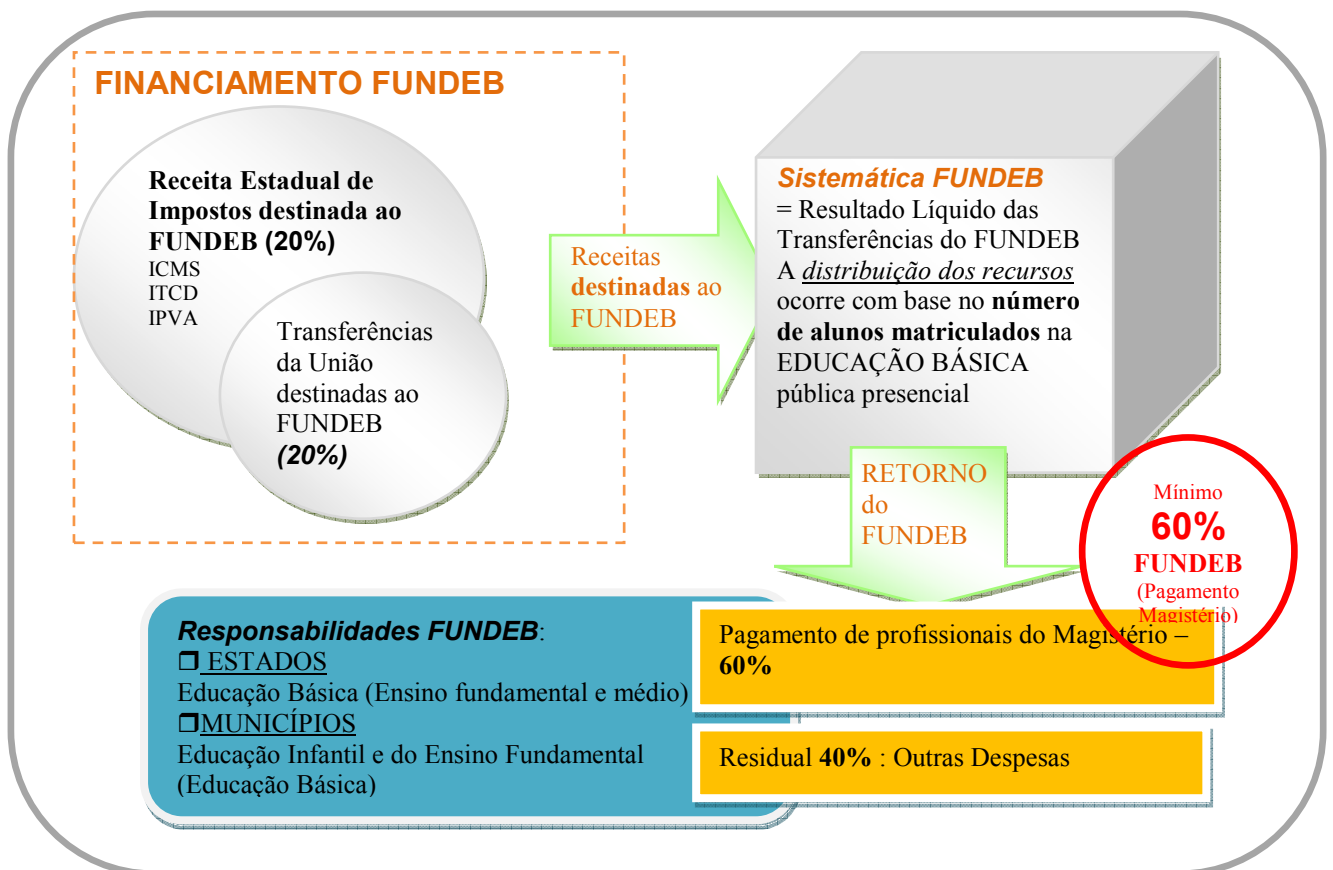 FINANCIAMENTO FUNDEB
Receita Estadual de
Impostos destinada ao
FUNDEB (20%)
ICMS
ITCD
IPVA
Transferências
da União
destinadas ao
FUNDEB
(20%)
Receitas
destinadas ao
FUNDEB
Sistemática FUNDEB
= Resultado Líquido das
Transferências do FUNDEB
A distribuição dos recursos
ocorre com base no número
de alunos matriculados na
EDUCAÇÃO BÁSICA
pública presencial
RETORNO
do
FUNDEB
Mínimo
60%
FUNDEB
(Pagamento
Magistério)
Responsabilidades FUNDEB:
❒ ESTADOS
Educação Básica (Ensino fundamental e médio)
❒MUNICÍPIOS
Educação Infantil e do Ensino Fundamental
(Educação Básica)
Pagamento de profissionais do Magistério –
60%
Residual 40% : Outras Despesas